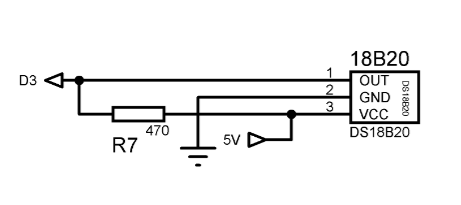 18B20
D3
1 OUT
2 GND
3 VCC
DS18B20
470
R7
5V
DS18B20